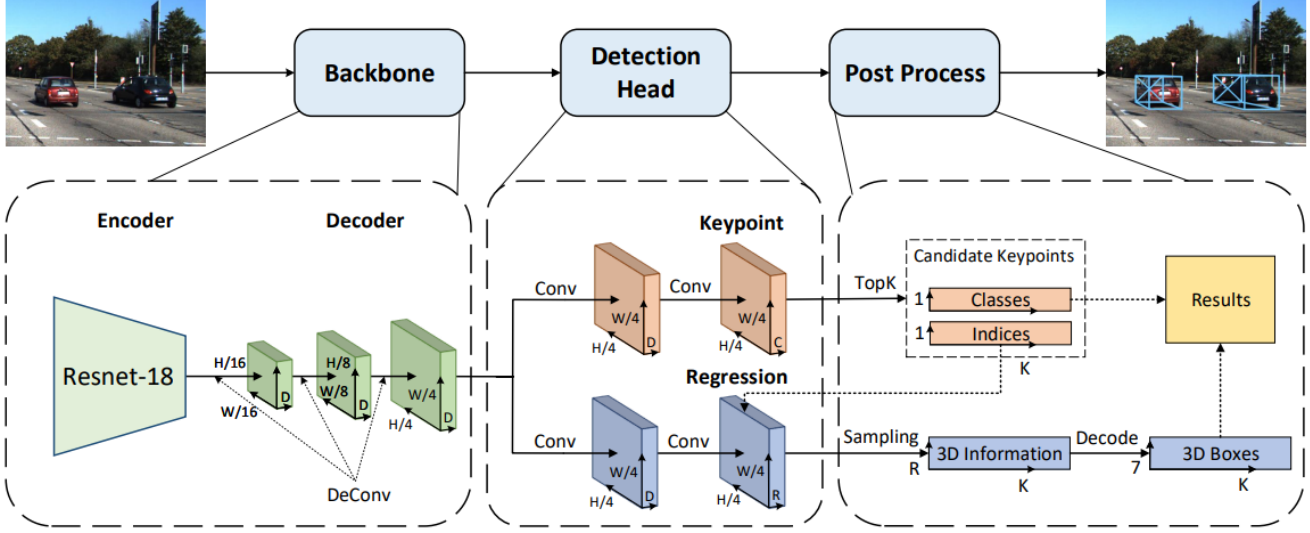 Backbone
Detection
Head
Post Process
Encoder
Decoder
Resnet-18
H/16
W/16
D
H/8
W/8
D
W/4
H/4
D
DeConv
Keypoint
Conv
W/4
H/4
D
Conv
W/4
H/4
C
Regression
Conv
W/4
H/4
D
Conv
W/4
H/4
R
TopK
Candidate Keypoints
1
Classes
1
Indices
K
Results
Sampling
R
3D Information
K
Decode
7
3D Boxes
K